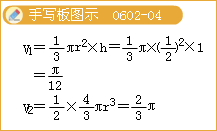 手写板图示 0602-04
v₁=1/3πr²×h=1/3π×(1/2)²×1
=π/12
v₂=1/2×4/3πr³=2/3π